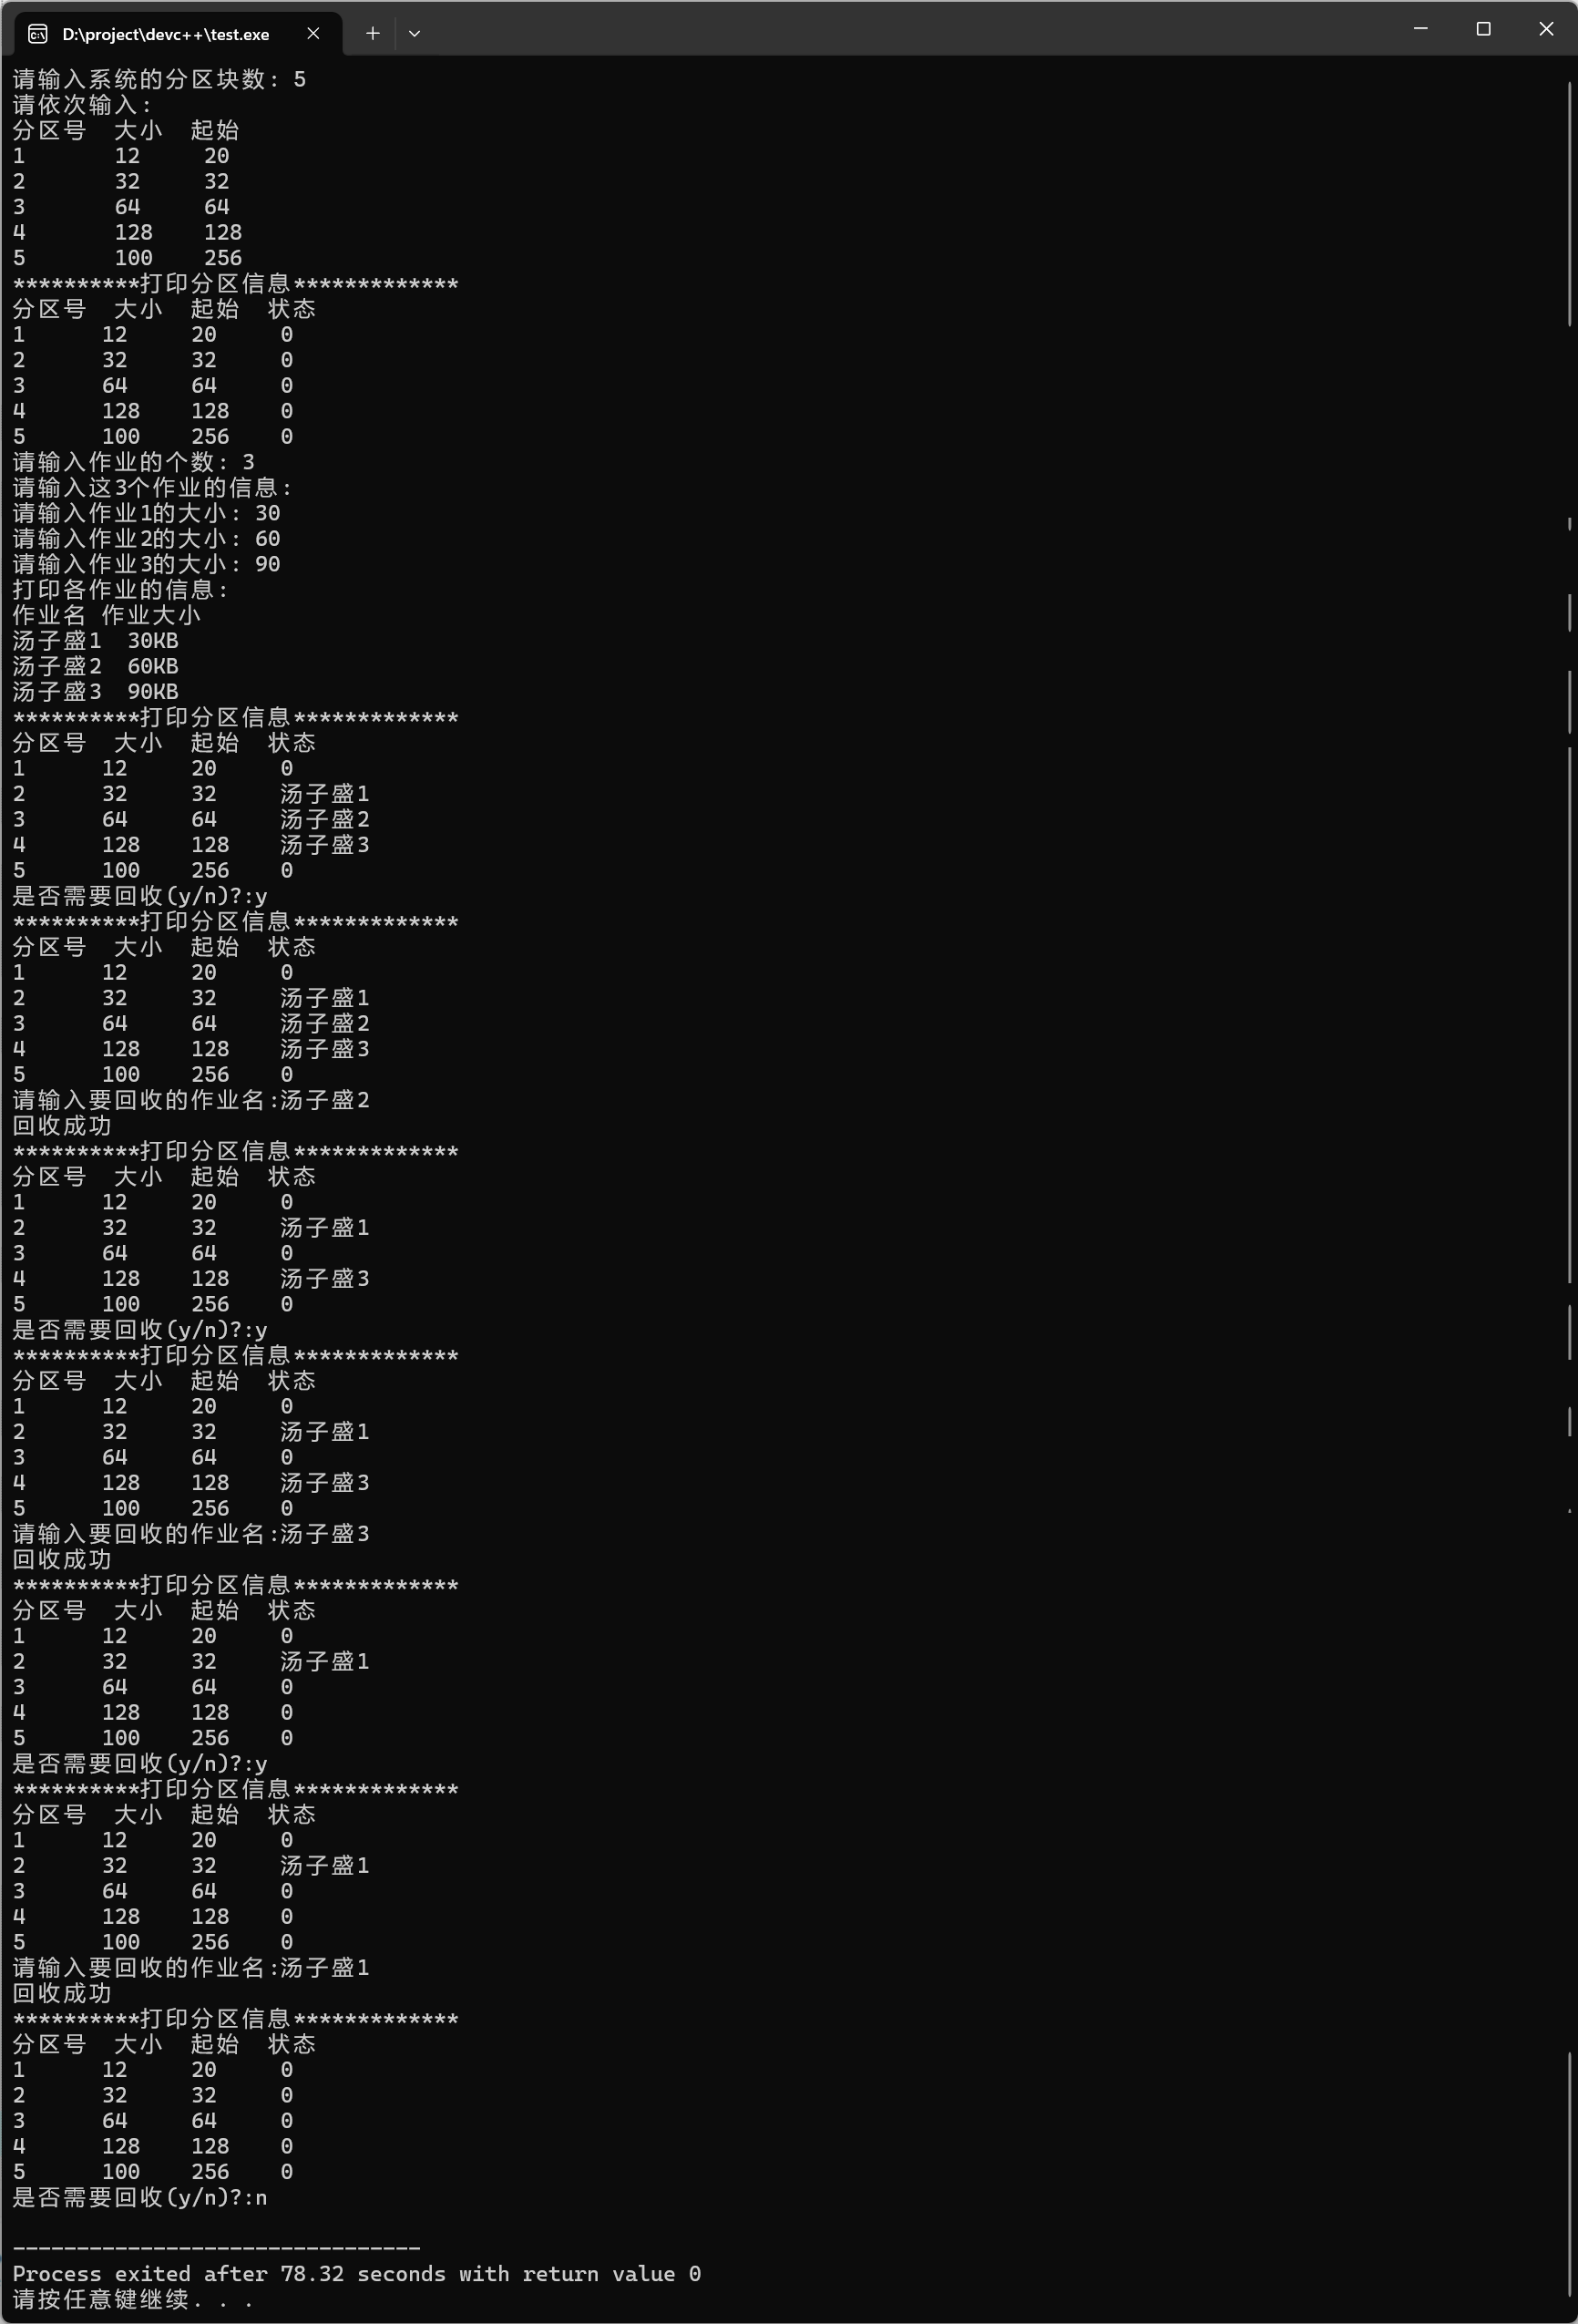 D:\project\devc++\test.exe
请输入系统的分区块数: 5
请依次输入:
分区号  大小  起始
1       12     20
2       32     32
3       64     64
4       128    128
5       100    256
**********打印分区信息*************
分区号  大小  起始  状态
1      12     20     0
2      32     32     0
3      64     64     0
4      128    128    0
5      100    256    0
请输入作业的个数: 3
请输入这3个作业的信息:
请输入作业1的大小: 30
请输入作业2的大小: 60
请输入作业3的大小: 90
打印各作业的信息:
作业名 作业大小
汤子盛1  30KB
汤子盛2  60KB
汤子盛3  90KB
**********打印分区信息*************
分区号  大小  起始  状态
1      12     20     0
2      32     32     汤子盛1
3      64     64     汤子盛2
4      128    128    汤子盛3
5      100    256    0
是否需要回收(y/n)?:y
**********打印分区信息*************
分区号  大小  起始  状态
1      12     20     0
2      32     32     汤子盛1
3      64     64     汤子盛2
4      128    128    汤子盛3
5      100    256    0
请输入要回收的作业名:汤子盛2
回收成功
**********打印分区信息*************
分区号  大小  起始  状态
1      12     20     0
2      32     32     汤子盛1
3      64     64     0
4      128    128    汤子盛3
5      100    256    0
是否需要回收(y/n)?:y
**********打印分区信息*************
分区号  大小  起始  状态
1      12     20     0
2      32     32     汤子盛1
3      64     64     0
4      128    128    汤子盛3
5      100    256    0
请输入要回收的作业名:汤子盛3
回收成功
**********打印分区信息*************
分区号  大小  起始  状态
1      12     20     0
2      32     32     汤子盛1
3      64     64     0
4      128    128    0
5      100    256    0
是否需要回收(y/n)?:y
**********打印分区信息*************
分区号  大小  起始  状态
1      12     20     0
2      32     32     汤子盛1
3      64     64     0
4      128    128    0
5      100    256    0
请输入要回收的作业名:汤子盛1
回收成功
**********打印分区信息*************
分区号  大小  起始  状态
1      12     20     0
2      32     32     0
3      64     64     0
4      128    128    0
5      100    256    0
是否需要回收(y/n)?:n
--------------------------------
Process exited after 78.32 seconds with return value 0
请按任意键继续. . .